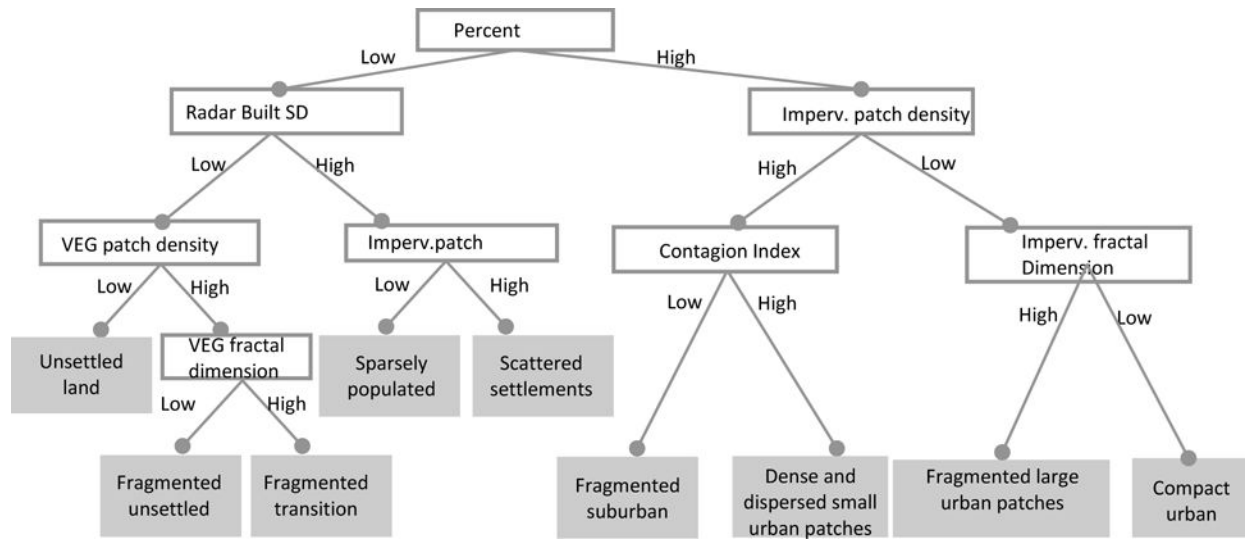 Percent
Low
High
Radar Built SD
Imperv. patch density
Low
High
High
Low
VEG patch density
Imperv.patch
Contagion Index
Imperv. fractal
Dimension
Low
High
Low
High
Low
High
High
Low
Unsettled
land
VEG fractal
dimension
Sparsely
populated
Scattered
settlements
Low
High
Fragmented
unsettled
Fragmented
transition
Fragmented
suburban
Dense and
dispersed small
urban patches
Fragmented large
urban patches
Compact
urban